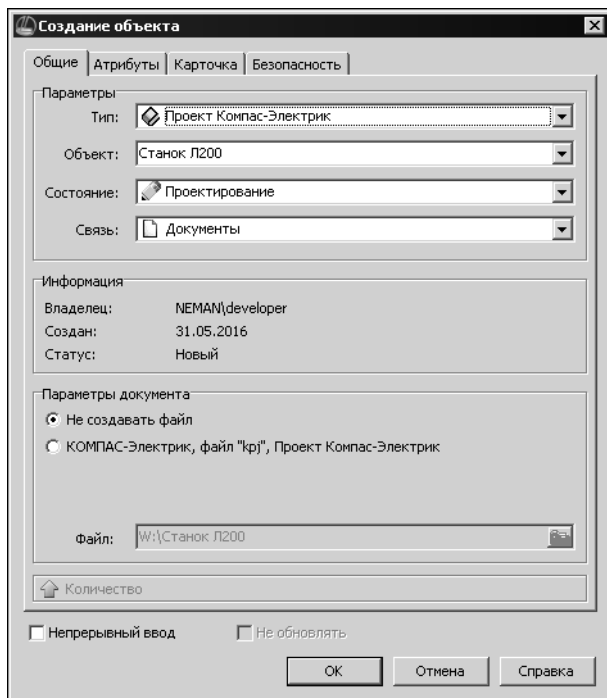 Создание объекта
Общие Атрибуты Карточка Безопасность
Параметры
Тип: Проект Компас-Электрик
Объект: Станок Л200
Состояние: Проектирование
Связь: Документы
Информация
Владелец: NEMAN\developer
Создан: 31.05.2016
Статус: Новый
Параметры документа
Не создавать файл
КОМПАС-Электрик, файл "kpj", Проект Компас-Электрик
Файл: W:\Станок Л200
Количество
Непрерывный ввод Не обновлять
ОК Отмена Справка